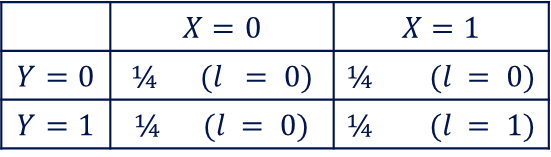 X = 0 X = 1
Y = 0 ¼ (l = 0) ¼ (l = 0)
Y = 1 ¼ (l = 0) ¼ (l = 1)